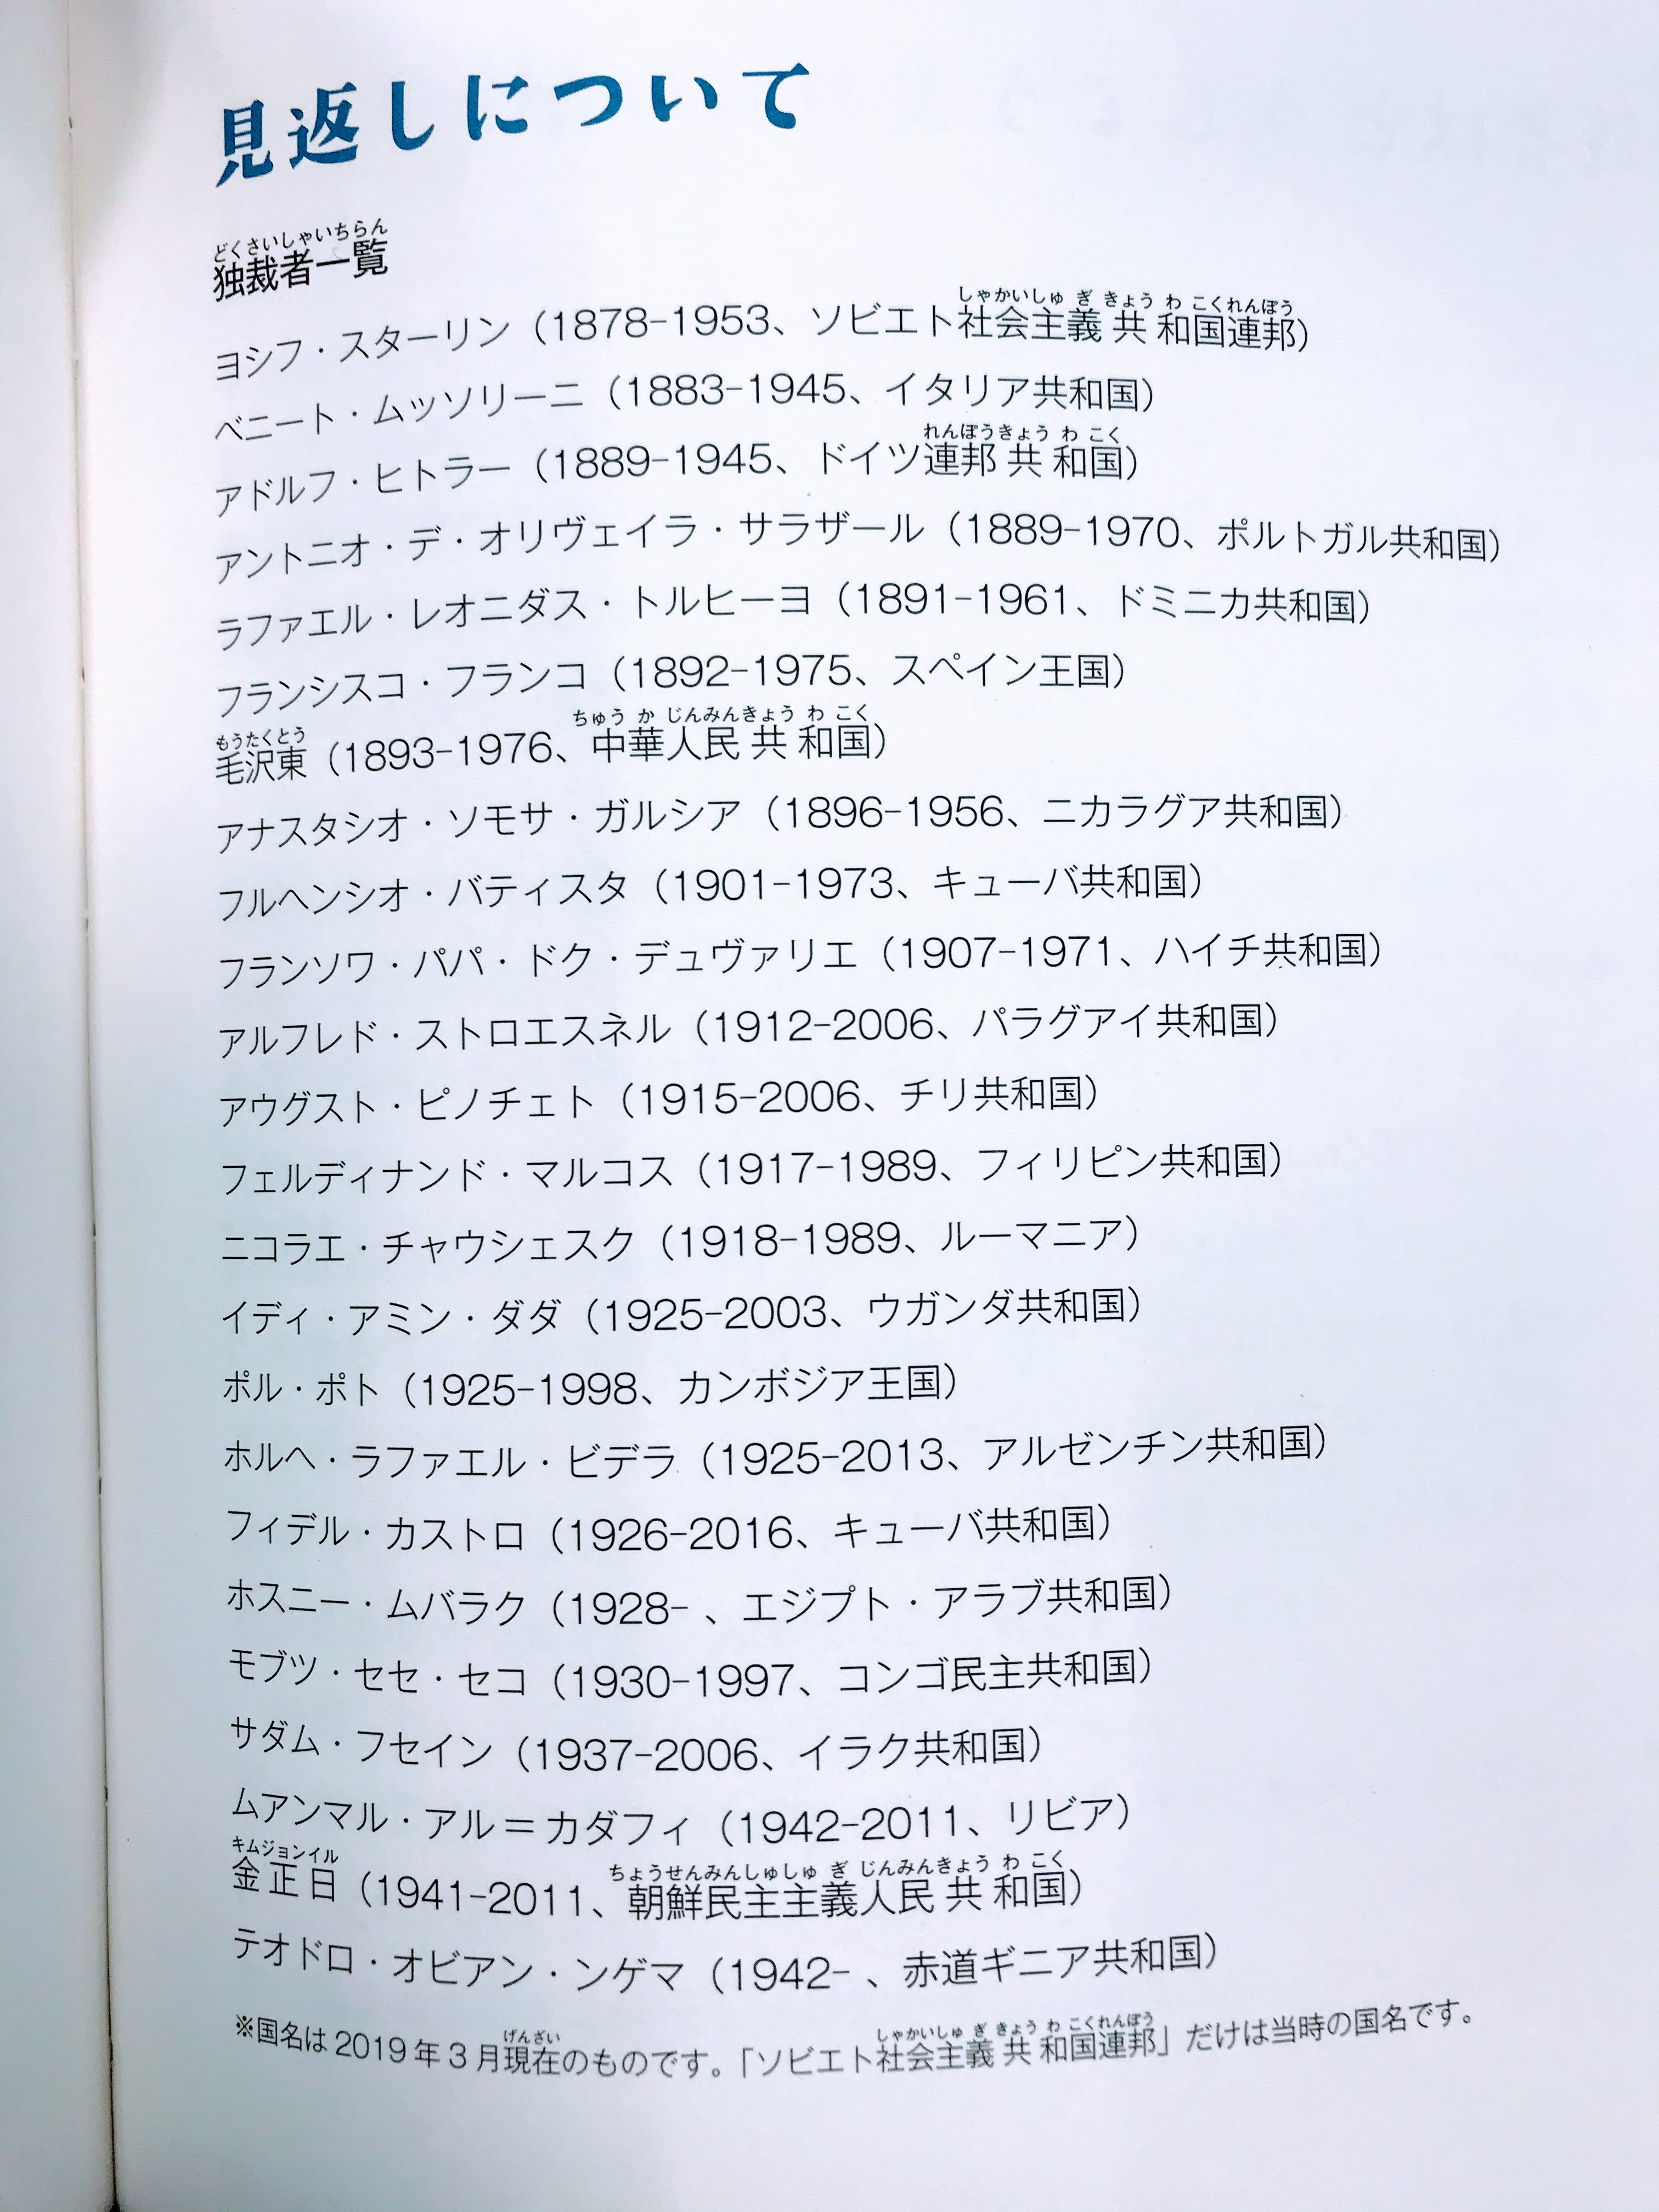 見返しについて
独裁者一覧
ヨシフ・スターリン（1878-1953、ソビエト社会主義共和国連邦）
ベニート・ムッソリーニ（1883-1945、イタリア共和国）
アドルフ・ヒトラー（1889-1945、ドイツ連邦共和国）
アントニオ・デ・オリヴェイラ・サラザール（1889-1970、ポルトガル共和国）
ラファエル・レオニダス・トルヒーヨ（1891-1961、ドミニカ共和国）
フランシスコ・フランコ（1892-1975、スペイン王国）
毛沢東（1893-1976、中華人民共和国）
アナスタシオ・ソモサ・ガルシア（1896-1956、ニカラグア共和国）
フルヘンシオ・バティスタ（1901-1973、キューバ共和国）
フランソワ・パパ・ドク・デュヴァリエ（1907-1971、ハイチ共和国）
アルフレド・ストロエスネル（1912-2006、パラグアイ共和国）
アウグスト・ピノチェト（1915-2006、チリ共和国）
フェルディナンド・マルコス（1917-1989、フィリピン共和国）
ニコラエ・チャウシェスク（1918-1989、ルーマニア）
イディ・アミン・ダダ（1925-2003、ウガンダ共和国）
ポル・ポト（1925-1998、カンボジア王国）
ホルヘ・ラファエル・ビデラ（1925-2013、アルゼンチン共和国）
フィデル・カストロ（1926-2016、キューバ共和国）
ホスニー・ムバラク（1928- 、エジプト・アラブ共和国）
モブツ・セセ・セコ（1930-1997、コンゴ民主共和国）
サダム・フセイン（1937-2006、イラク共和国）
ムアンマル・アル＝カダフィ（1942-2011、リビア）
金正日（1941-2011、朝鮮民主主義人民共和国）
テオドロ・オビアン・ンゲマ（1942- 、赤道ギニア共和国）
※国名は2019年3月現在のものです。「ソビエト社会主義共和国連邦」だけは当時の国名です。